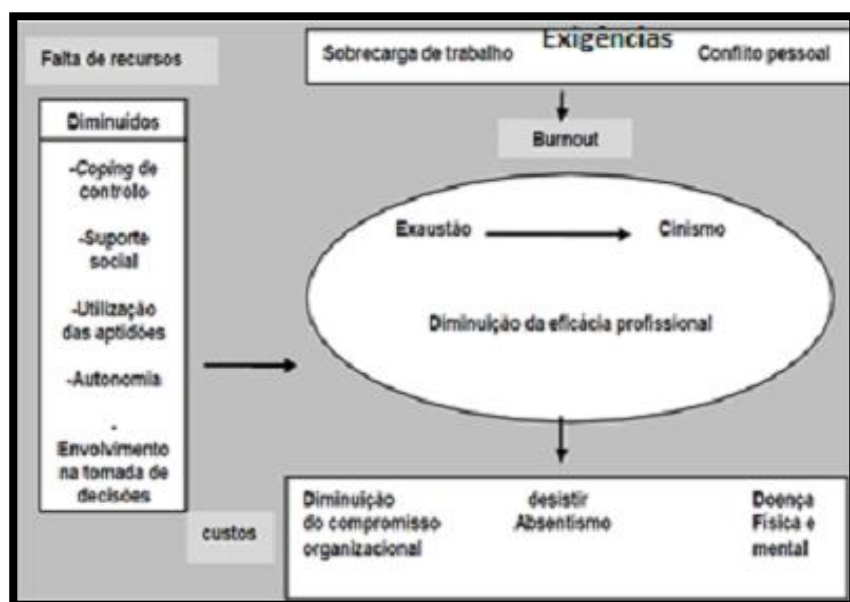 Falta de recursos
Exigências
Sobrecarga de trabalho
Conflito pessoal
Diminuídos
-Coping de
controlo
-Suporte
social
-Utilização
das aptidões
-Autonomia
-
Envolvimento
na tomada de
decisões
Burnout
Exaustão
Cinismo
Diminuição da eficácia profissional
custos
Diminuição
do compromisso
organizacional
desistir
Absentismo
Doença
Física e
mental